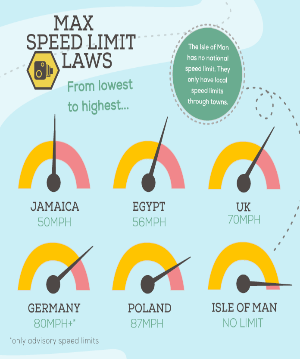 MAX
SPEED LIMIT
LAWS
From lowest
to highest...
The Isle of Man
has no national
speed limit. They
only have local
speed limits
through towns.
JAMAICA
50MPH
EGYPT
56MPH
UK
70MPH
GERMANY
80MPH+*
POLAND
87MPH
ISLE OF MAN
NO LIMIT
*only advisory speed limits